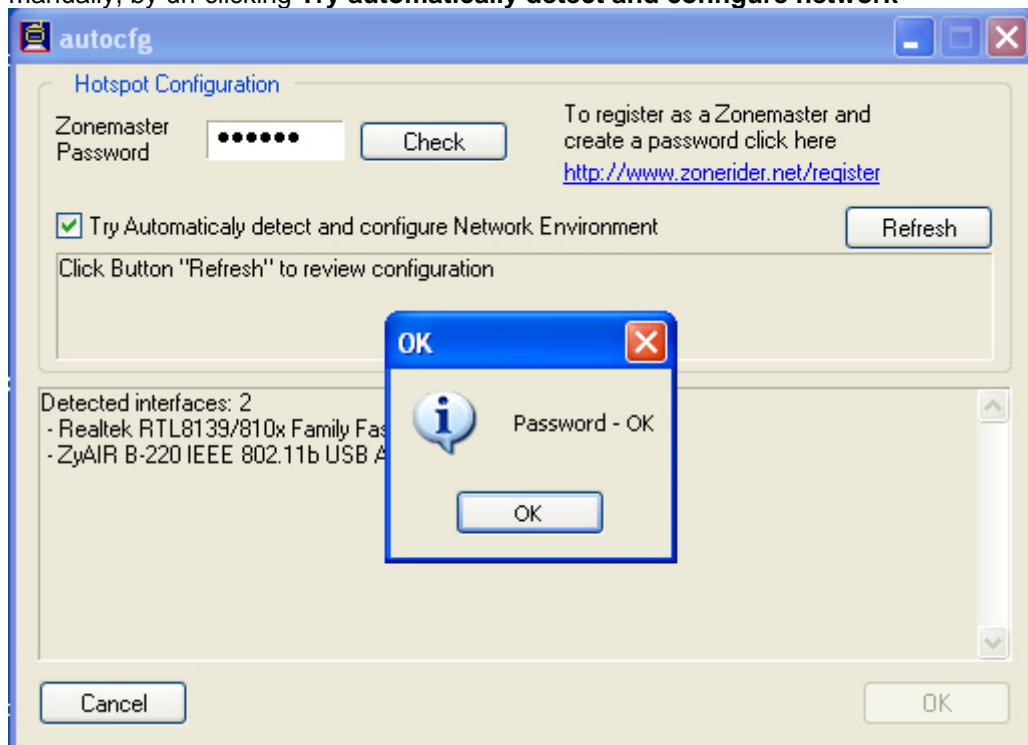 manually, by un-clicking Try automatically detect and configure network
autocfg
Hotspot Configuration
Zonemaster
Password
••••••
Check
To register as a Zonemaster and
create a password click here
http://www.zonerider.net/register
Try Automaticaly detect and configure Network Environment
Refresh
Click Button "Refresh" to review configuration
OK
Password - OK
OK
Detected interfaces: 2
- Realtek RTL8139/810x Family Fas
- ZyAIR B-220 IEEE 802.11b USB A
Cancel
OK